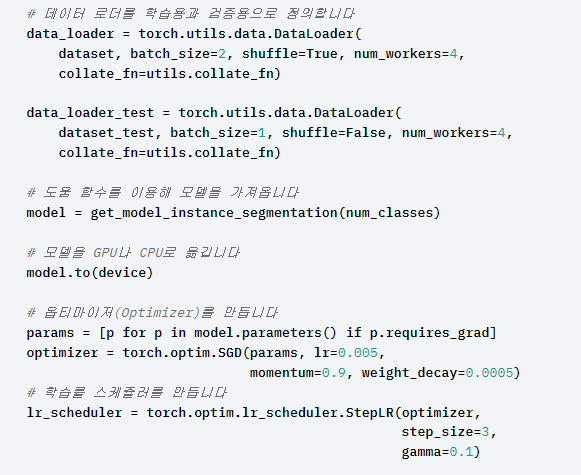 # 데이터 로더를 학습용과 검증용으로 정의합니다
data_loader = torch.utils.data.DataLoader(
    dataset, batch_size=2, shuffle=True, num_workers=4,
    collate_fn=utils.collate_fn)

data_loader_test = torch.utils.data.DataLoader(
    dataset_test, batch_size=1, shuffle=False, num_workers=4,
    collate_fn=utils.collate_fn)

# 도움 함수를 이용해 모델을 가져옵니다
model = get_model_instance_segmentation(num_classes)

# 모델을 GPU나 CPU로 옮깁니다
model.to(device)

# 옵티마이저(Optimizer)를 만듭니다
params = [p for p in model.parameters() if p.requires_grad]
optimizer = torch.optim.SGD(params, lr=0.005,
                            momentum=0.9, weight_decay=0.0005)
# 학습률 스케쥴러를 만듭니다
lr_scheduler = torch.optim.lr_scheduler.StepLR(optimizer,
                                               step_size=3,
                                               gamma=0.1)